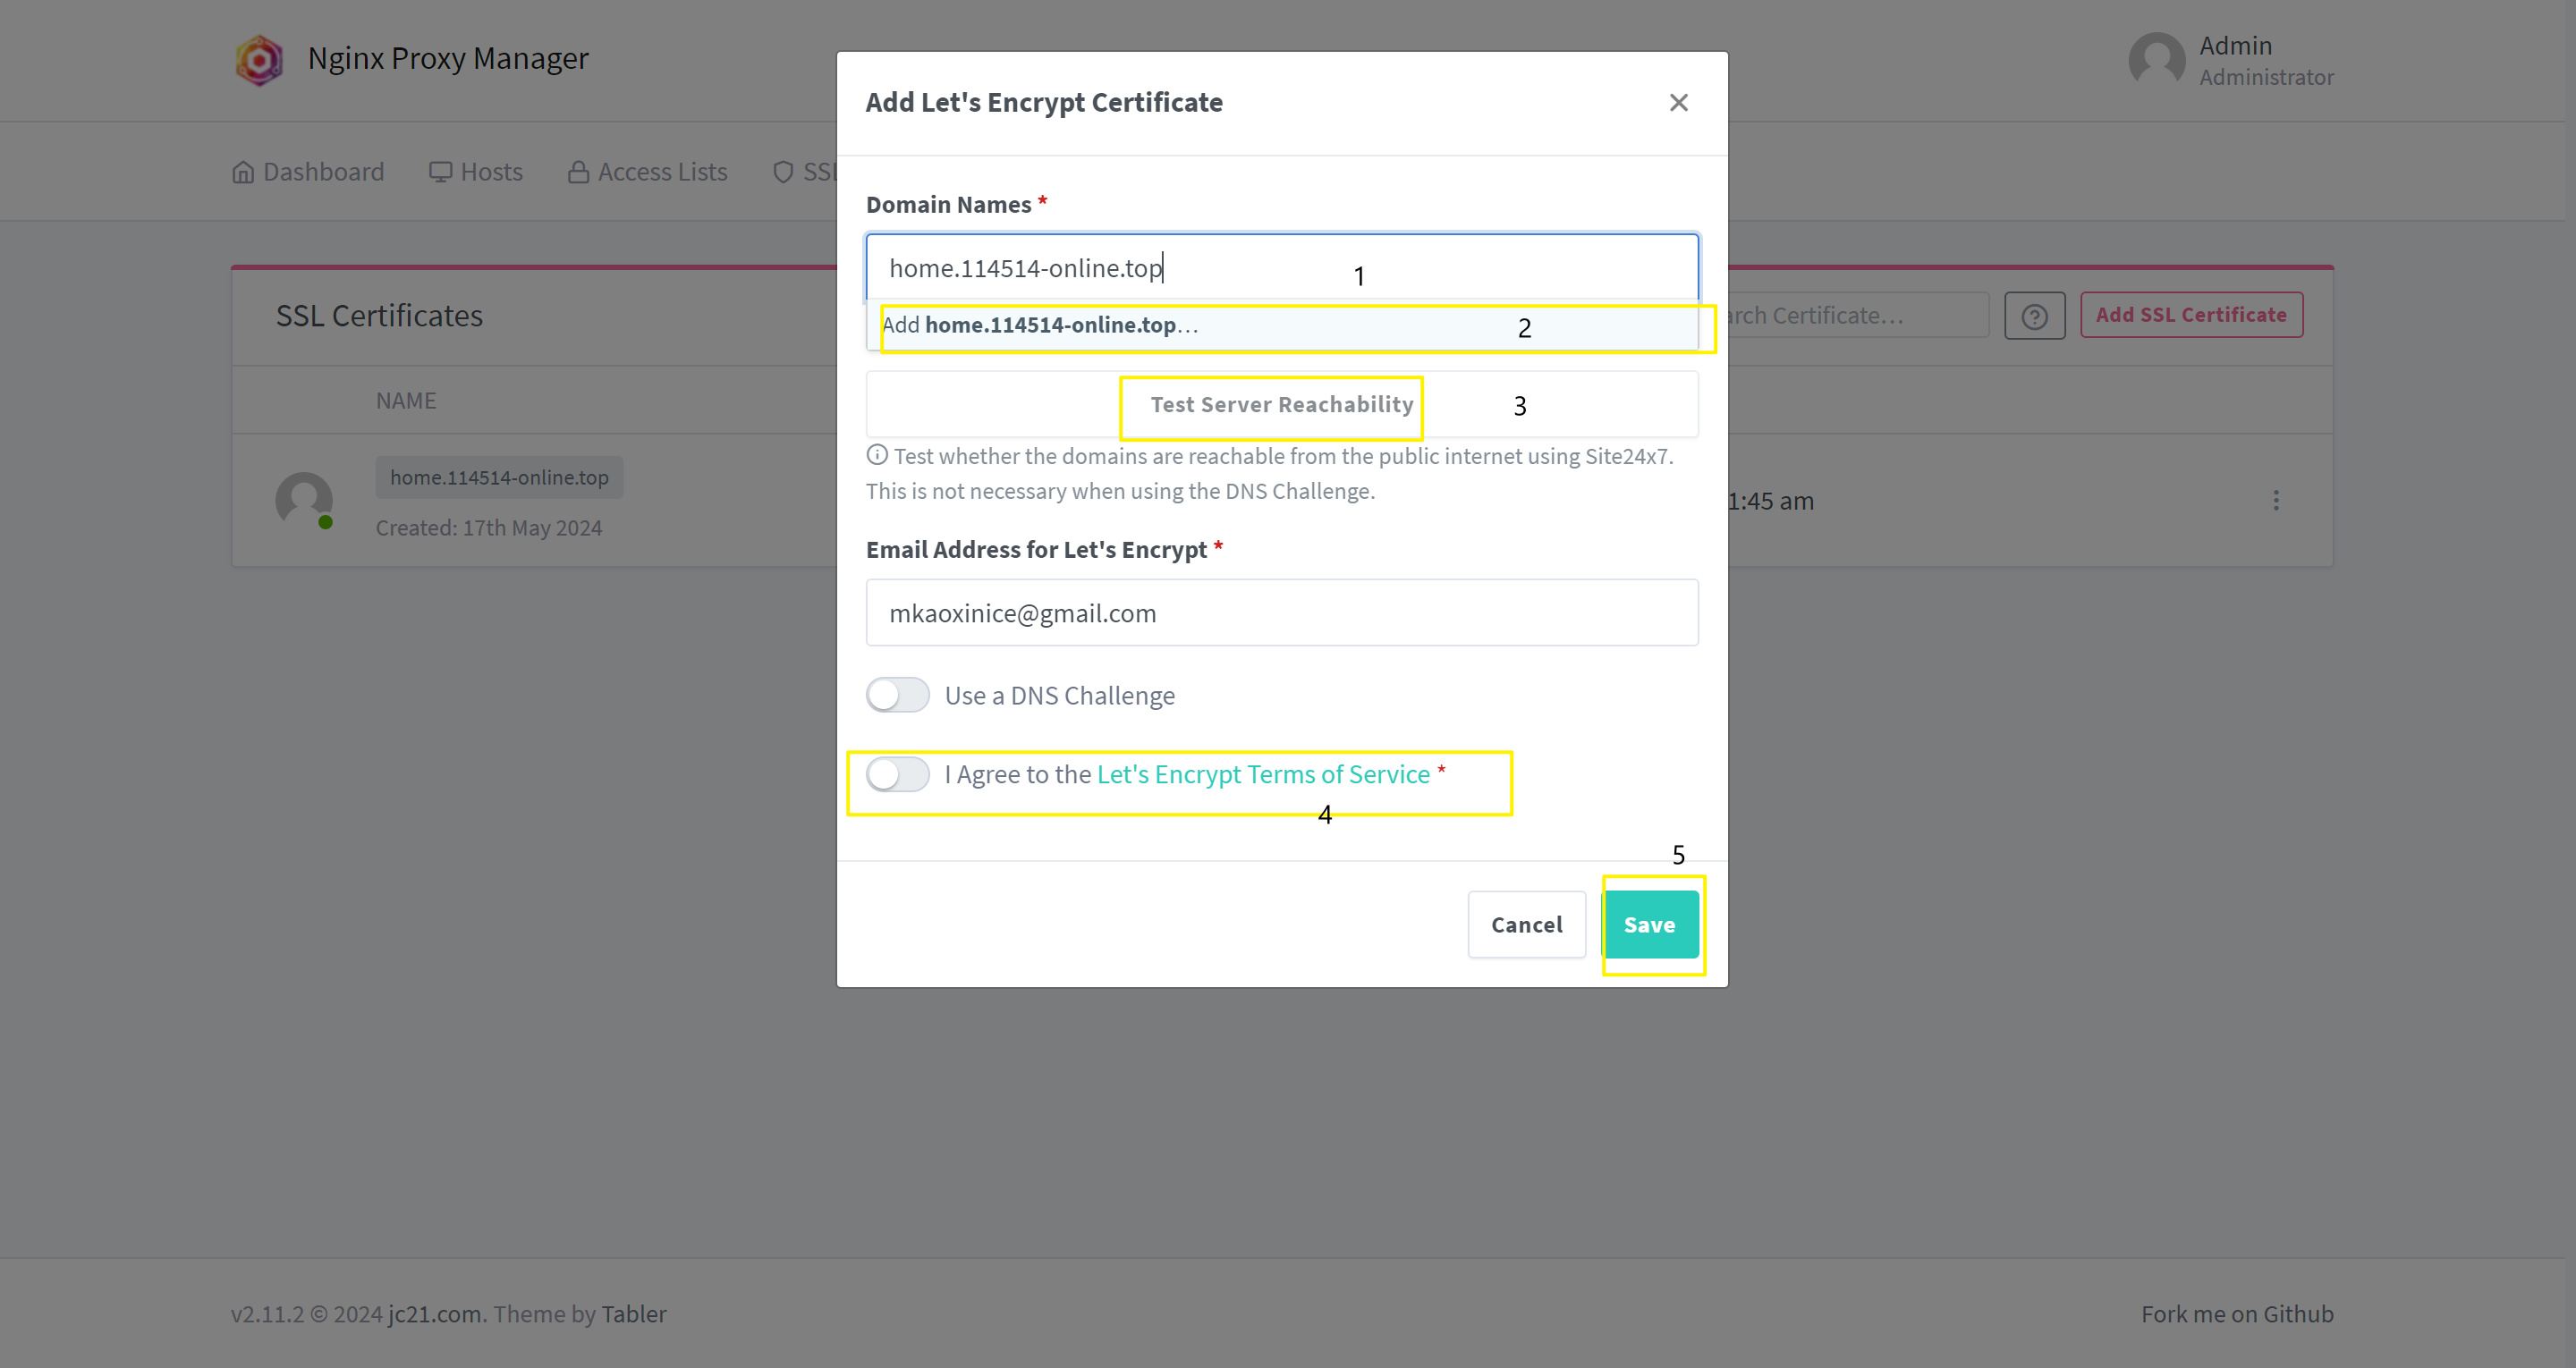 Nginx Proxy Manager
Admin
Administrator
Dashboard
Hosts
Access Lists
SSL
SSL Certificates
arch Certificate...
Add SSL Certificate
NAME
home.114514-online.top
Created: 17th May 2024
1:45 am
Add Let's Encrypt Certificate
Domain Names *
home.114514-online.top
1
Add home.114514-online.top...
2
Test Server Reachability
3
Test whether the domains are reachable from the public internet using Site24x7.
This is not necessary when using the DNS Challenge.
Email Address for Let's Encrypt *
mkaoxinice@gmail.com
Use a DNS Challenge
I Agree to the Let's Encrypt Terms of Service *
4
5
Cancel
Save
v2.11.2 © 2024 jc21.com. Theme by Tabler
Fork me on Github